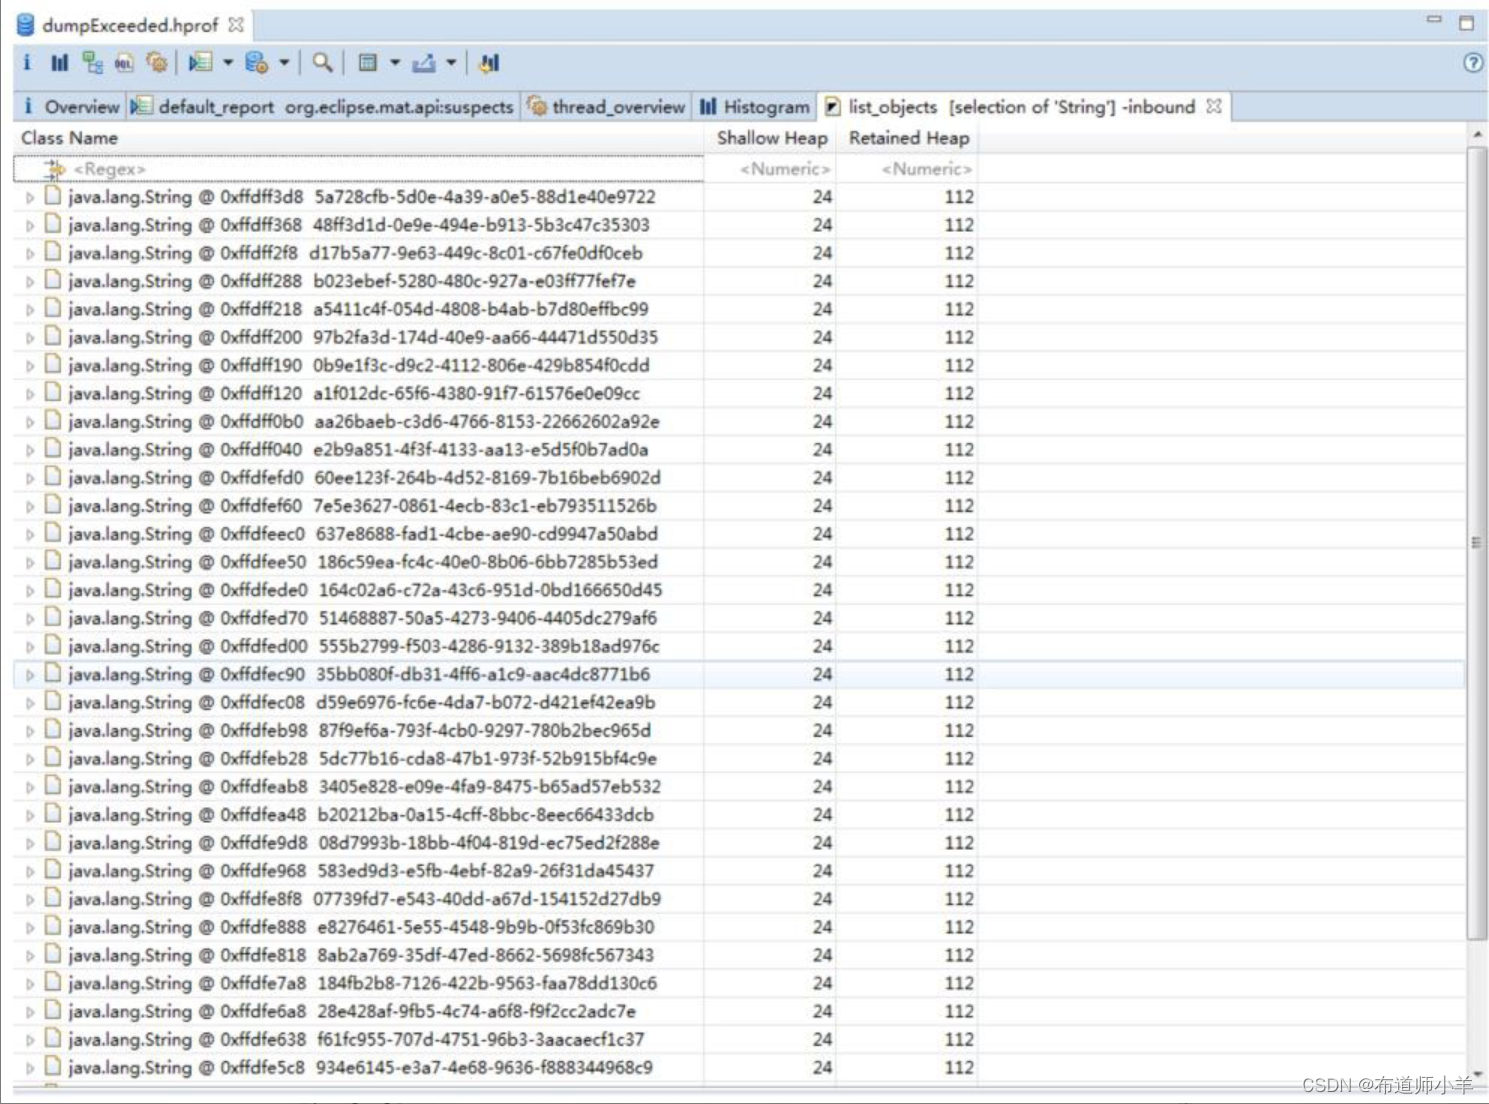 dumpExceeded.hprof
Overview default_report org.eclipse.mat.api:suspects thread_overview Histogram list_objects [selection of 'String'] -inbound
Class Name Shallow Heap Retained Heap
<Regex> <Numeric> <Numeric>
java.lang.String @ 0xffdff3d8 5a728cfb-5d0e-4a39-a0e5-88d1e40e9722 24 112
java.lang.String @ 0xffdff368 48ff3d1d-0e9e-494e-b913-5b3c47c35303 24 112
java.lang.String @ 0xffdff2f8 d17b5a77-9e63-449c-8c01-c67fe0df0ceb 24 112
java.lang.String @ 0xffdff288 b023ebef-5280-480c-927a-e03ff77fef7e 24 112
java.lang.String @ 0xffdff218 a5411c4f-054d-4808-b4ab-b7d80effbc99 24 112
java.lang.String @ 0xffdff200 97b2fa3d-174d-40e9-aa66-44471d550d35 24 112
java.lang.String @ 0xffdff190 0b9e1f3c-d9c2-4112-806e-429b854f0cdd 24 112
java.lang.String @ 0xffdff120 a1f012dc-65f6-4380-91f7-61576e0e09cc 24 112
java.lang.String @ 0xffdff0b0 aa26baeb-c3d6-4766-8153-22662602a92e 24 112
java.lang.String @ 0xffdff040 e2b9a851-4f3f-4133-aa13-e5d5f0b7ad0a 24 112
java.lang.String @ 0xffdfefd0 60ee123f-264b-4d52-8169-7b16beb6902d 24 112
java.lang.String @ 0xffdfef60 7e5e3627-0861-4ecb-83c1-eb793511526b 24 112
java.lang.String @ 0xffdfeec0 637e8688-fad1-4cbe-ae90-cd9947a50abd 24 112
java.lang.String @ 0xffdfee50 186c59ea-fc4c-40e0-8b06-6bb7285b53ed 24 112
java.lang.String @ 0xffdfede0 164c02a6-c72a-43c6-951d-0bd166650d45 24 112
java.lang.String @ 0xffdfed70 51468887-50a5-4273-9406-4405dc279af6 24 112
java.lang.String @ 0xffdfed00 555b2799-f503-4286-9132-389b18ad976c 24 112
java.lang.String @ 0xffdfec90 35bb080f-db31-4ff6-a1c9-aac4dc8771b6 24 112
java.lang.String @ 0xffdfec08 d59e6976-fc6e-4da7-b072-d421ef42ea9b 24 112
java.lang.String @ 0xffdfeb98 87f9ef6a-793f-4cb0-9297-780b2bec965d 24 112
java.lang.String @ 0xffdfeb28 5dc77b16-cda8-47b1-973f-52b915bf4c9e 24 112
java.lang.String @ 0xffdfeab8 3405e828-e09e-4fa9-8475-b65ad57eb532 24 112
java.lang.String @ 0xffdfea48 b20212ba-0a15-4cff-8bbc-8eec66433dcb 24 112
java.lang.String @ 0xffdfe9d8 08d7993b-18bb-4f04-819d-ec75ed2f288e 24 112
java.lang.String @ 0xffdfe968 583ed9d3-e5fb-4ebf-82a9-26f31da45437 24 112
java.lang.String @ 0xffdfe8f8 07739fd7-e543-40dd-a67d-154152d27db9 24 112
java.lang.String @ 0xffdfe888 e8276461-5e55-4548-9b9b-0f53fc869b30 24 112
java.lang.String @ 0xffdfe818 8ab2a769-35df-47ed-8662-5698fc567343 24 112
java.lang.String @ 0xffdfe7a8 184fb2b8-7126-422b-9563-faa78dd130c6 24 112
java.lang.String @ 0xffdfe6a8 28e428af-9fb5-4c74-a6f8-f9f2cc2adc7e 24 112
java.lang.String @ 0xffdfe638 f61fc955-707d-4751-96b3-3aacaecf1c37 24 112
java.lang.String @ 0xffdfe5c8 934e6145-e3a7-4e68-9636-f888344968c9 24 112
CSDN @布道师小羊